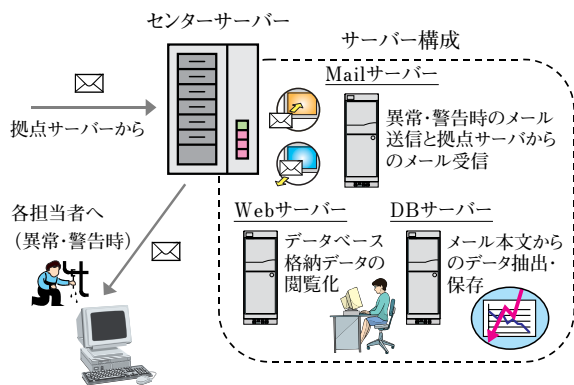 センターサーバー
サーバー構成
Mailサーバー
拠点サーバーから
異常・警告時のメール
送信と拠点サーバから
のメール受信
各担当者へ
(異常・警告時)
Webサーバー
データベース
格納データの
閲覧化
DBサーバー
メール本文から
のデータ抽出・
保存